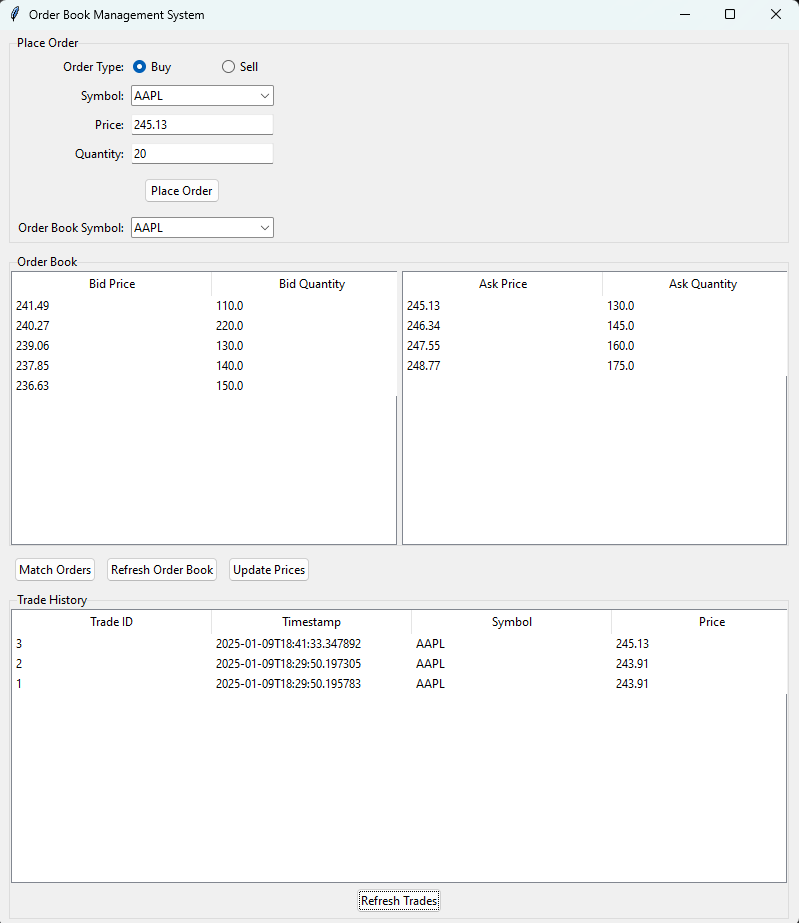 Order Book Management System
Place Order
Order Type: Buy Sell
Symbol: AAPL
Price: 245.13
Quantity: 20
Place Order
Order Book Symbol: AAPL
Order Book
Bid Price Bid Quantity Ask Price Ask Quantity
241.49 110.0 245.13 130.0
240.27 220.0 246.34 145.0
239.06 130.0 247.55 160.0
237.85 140.0 248.77 175.0
236.63 150.0
Match Orders Refresh Order Book Update Prices
Trade History
Trade ID Timestamp Symbol Price
3 2025-01-09T18:41:33.347892 AAPL 245.13
2 2025-01-09T18:29:50.197305 AAPL 243.91
1 2025-01-09T18:29:50.195783 AAPL 243.91
Refresh Trades